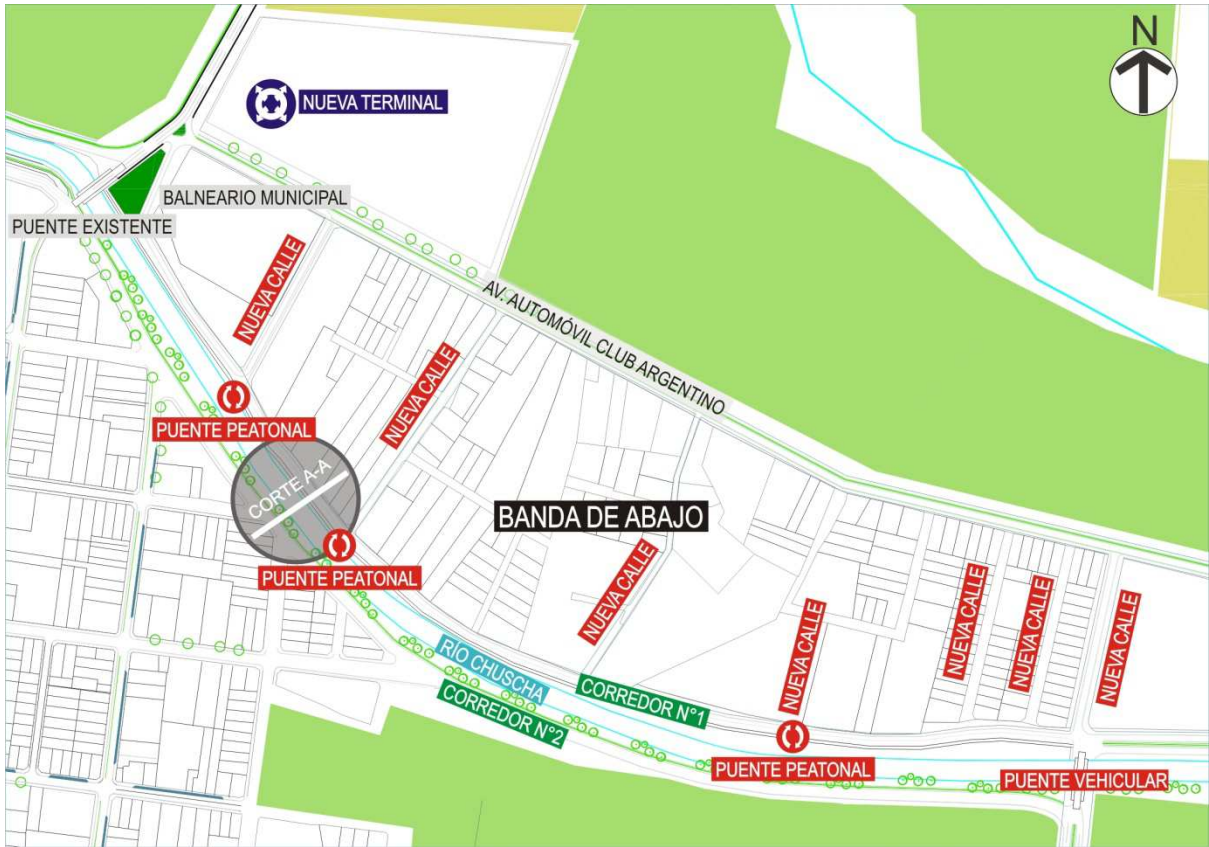 N
NUEVA TERMINAL
BALNEARIO MUNICIPAL
PUENTE EXISTENTE
NUEVA CALLE
AV. AUTOMÓVIL CLUB ARGENTINO
NUEVA CALLE
PUENTE PEATONAL
CORTE A-A
BANDA DE ABAJO
PUENTE PEATONAL
NUEVA CALLE
NUEVA CALLE
NUEVA CALLE
NUEVA CALLE
NUEVA CALLE
RÍO CHUSCHA
CORREDOR N°1
CORREDOR N°2
PUENTE PEATONAL
PUENTE VEHICULAR